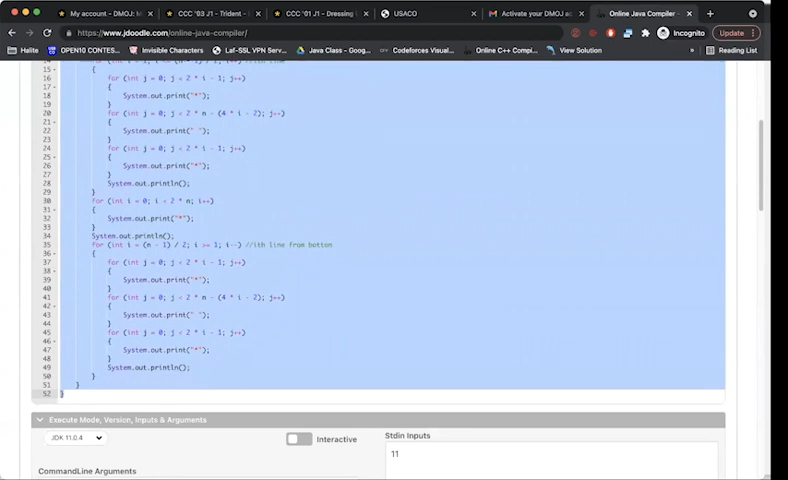 My account - DMOJ: M
CCC '03 J1 - Trident -
CCC '01 J1 - Dressing
USACO
Activate your DMOJ ac
Online Java Compiler -
https://www.jdoodle.com/online-java-compiler/
Incognito
Update
Halite
OPEN10 CONTES...
Invisible Characters
Laf-SSL VPN Serv...
Java Class - Goog...
Codeforces Visual...
Online C++ Compi...
View Solution
»
Reading List
15 {
16 for (int j = 0; j < 2 * i - 1; j++)
17 {
18 System.out.print("*");
19 }
20 for (int j = 0; j < 2 * n - (4 * i - 2); j++)
21 {
22 System.out.print(" ");
23 }
24 for (int j = 0; j < 2 * i - 1; j++)
25 {
26 System.out.print("*");
27 }
28 System.out.println();
29 }
30 for (int i = 0; i < 2 * n; i++)
31 {
32 System.out.print("*");
33 }
34 System.out.println();
35 for (int i = (n - 1) / 2; i >= 1; i--) //ith line from bottom
36 {
37 for (int j = 0; j < 2 * i - 1; j++)
38 {
39 System.out.print("*");
40 }
41 for (int j = 0; j < 2 * n - (4 * i - 2); j++)
42 {
43 System.out.print(" ");
44 }
45 for (int j = 0; j < 2 * i - 1; j++)
46 {
47 System.out.print("*");
48 }
49 System.out.println();
50 }
51 }
52 }
Execute Mode, Version, Inputs & Arguments
JDK 11.0.4
Interactive
Stdin Inputs
11
CommandLine Arguments